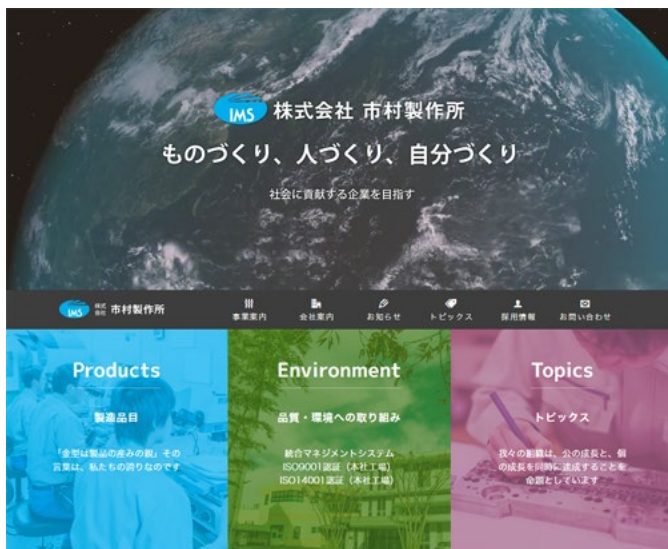 IMS 株式会社 市村製作所
ものづくり、人づくり、自分づくり
社会に貢献する企業を目指す
IMS 株式会社 市村製作所
事業案内 会社案内 お知らせ トピックス 採用情報 お問い合わせ
Products
製造品目
「金型は製品の産みの親」その
言葉は、私たちの誇りなのです
Environment
品質・環境への取り組み
統合マネジメントシステム
ISO9001認証（本社工場）
ISO14001認証（本社工場）
Topics
トピックス
我々の組織は、公の成長と、個
の成長を同時に達成することを
命題としています